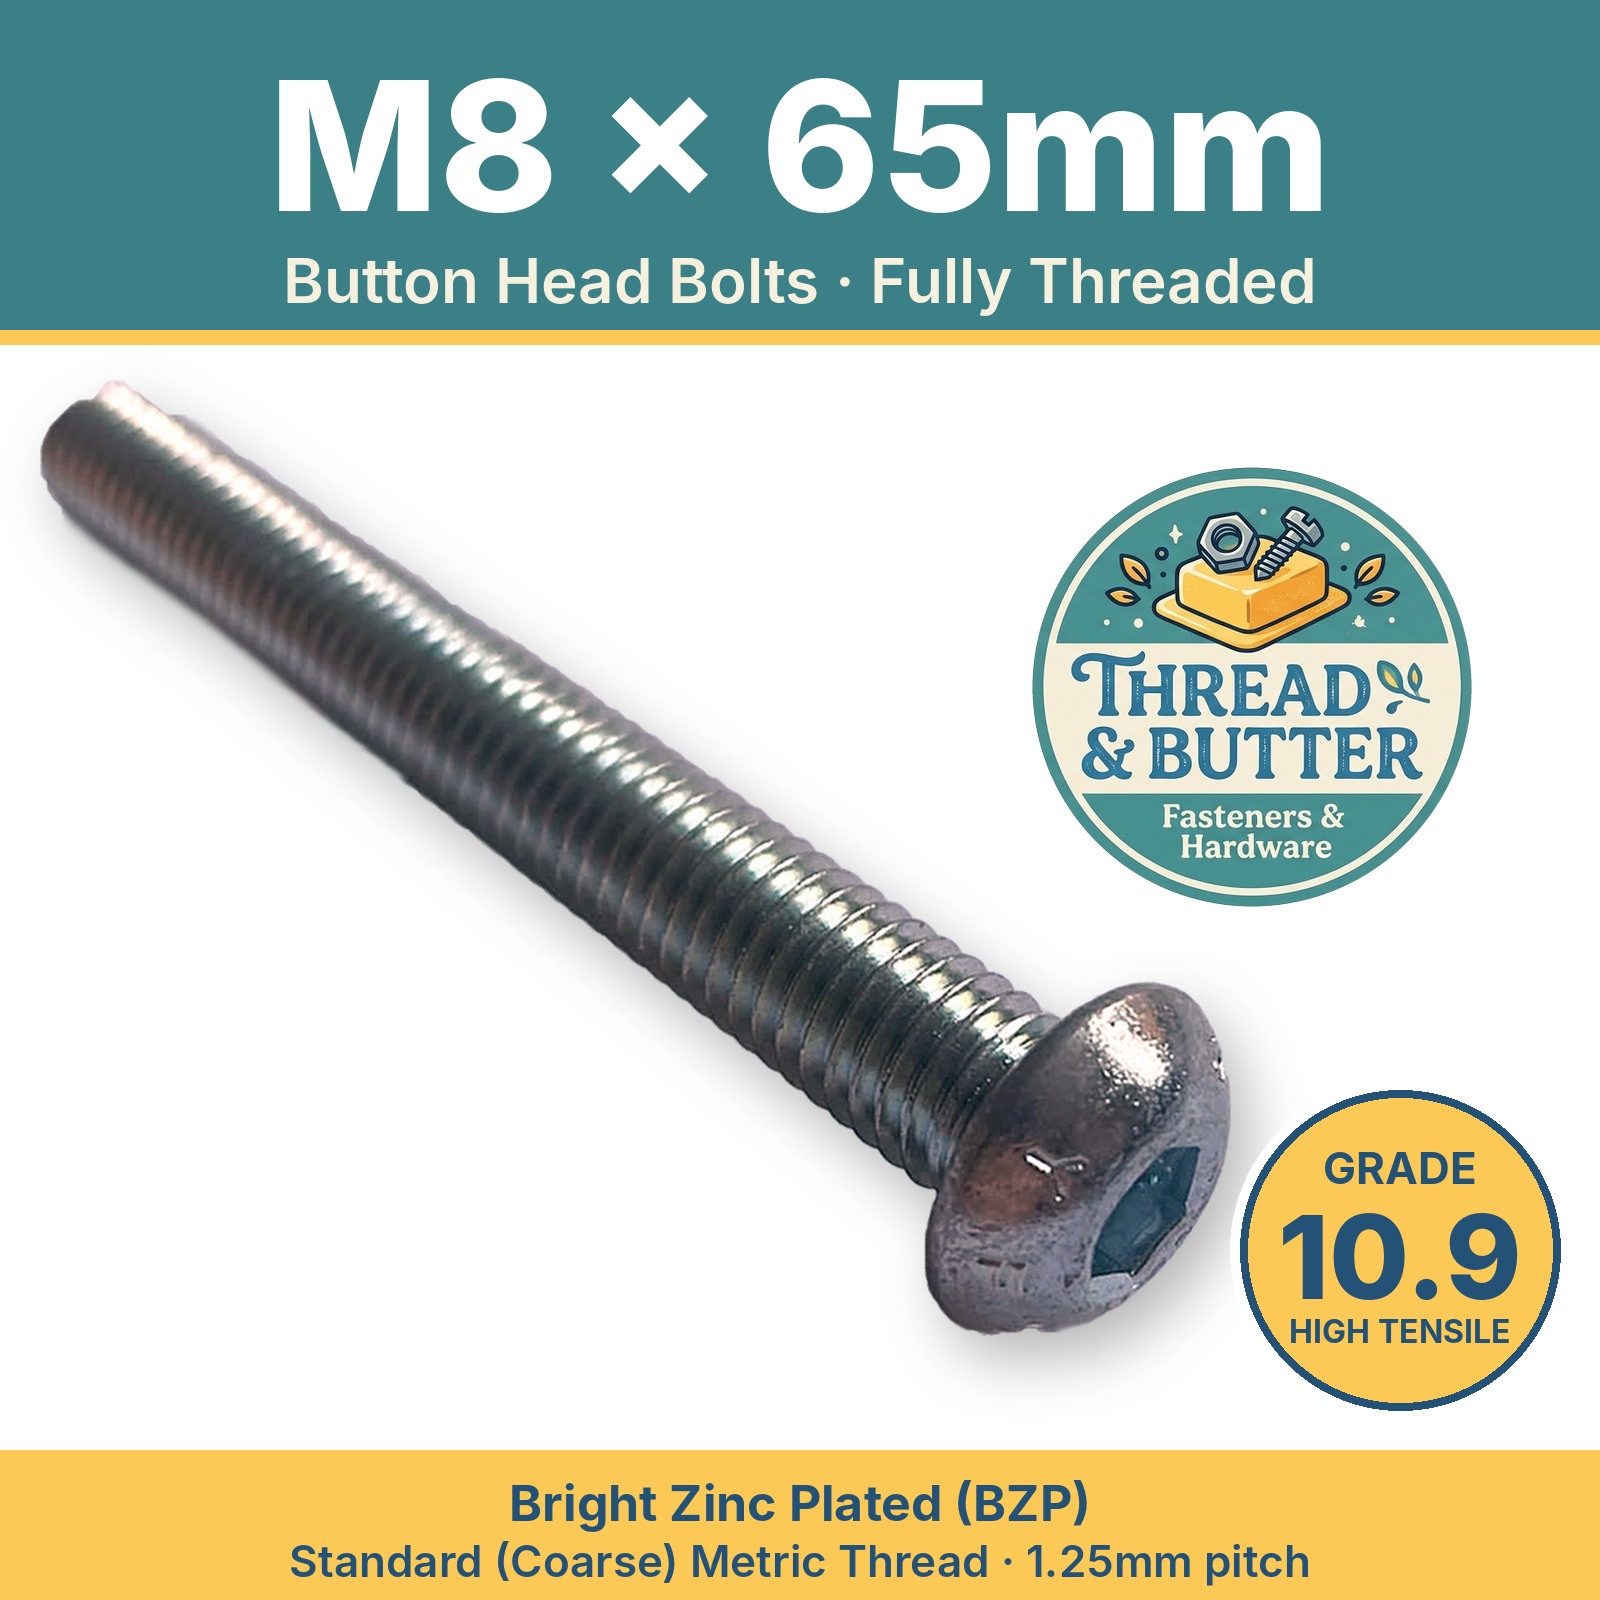 M8 × 65mm
Button Head Bolts · Fully Threaded
THREAD
& BUTTER
Fasteners &
Hardware
GRADE
10.9
HIGH TENSILE
Bright Zinc Plated (BZP)
Standard (Coarse) Metric Thread · 1.25mm pitch